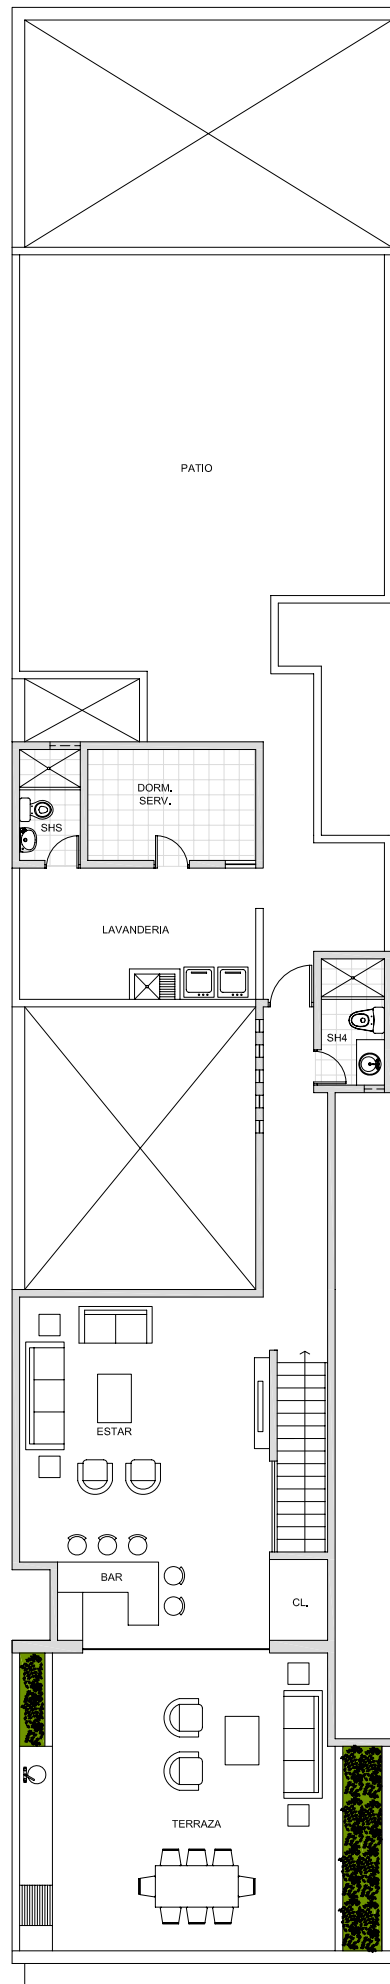 PATIO
DORM.
SERV.
SHS
LAVANDERIA
SH4
ESTAR
BAR
CL.
TERRAZA